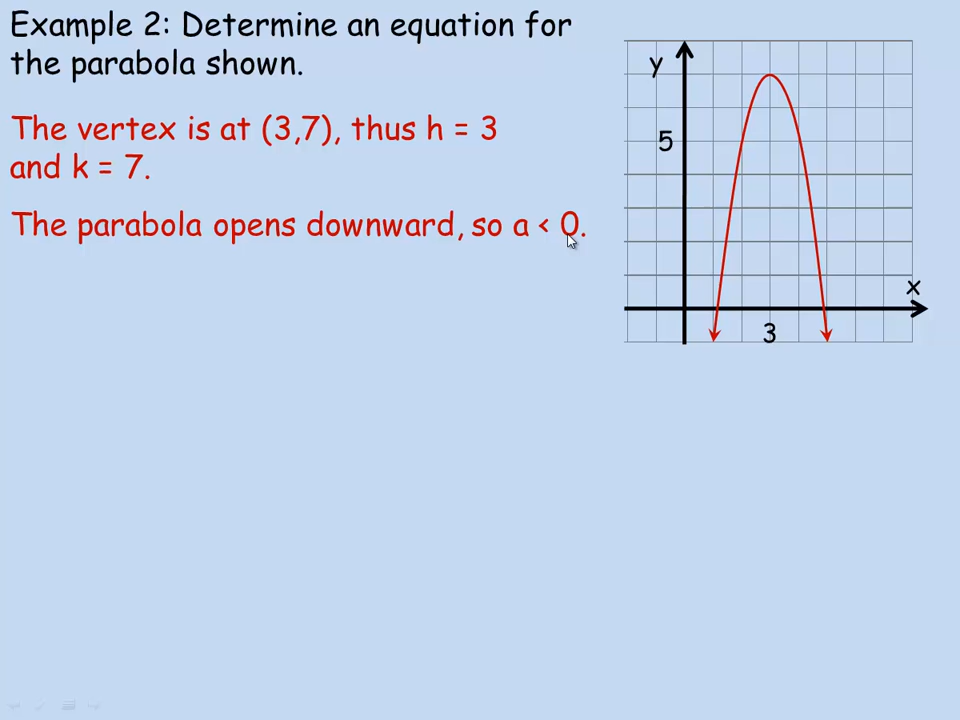 Example 2: Determine an equation for
the parabola shown.
The vertex is at (3,7), thus h = 3
and k = 7.
The parabola opens downward, so a < 0.
y
5
x
3